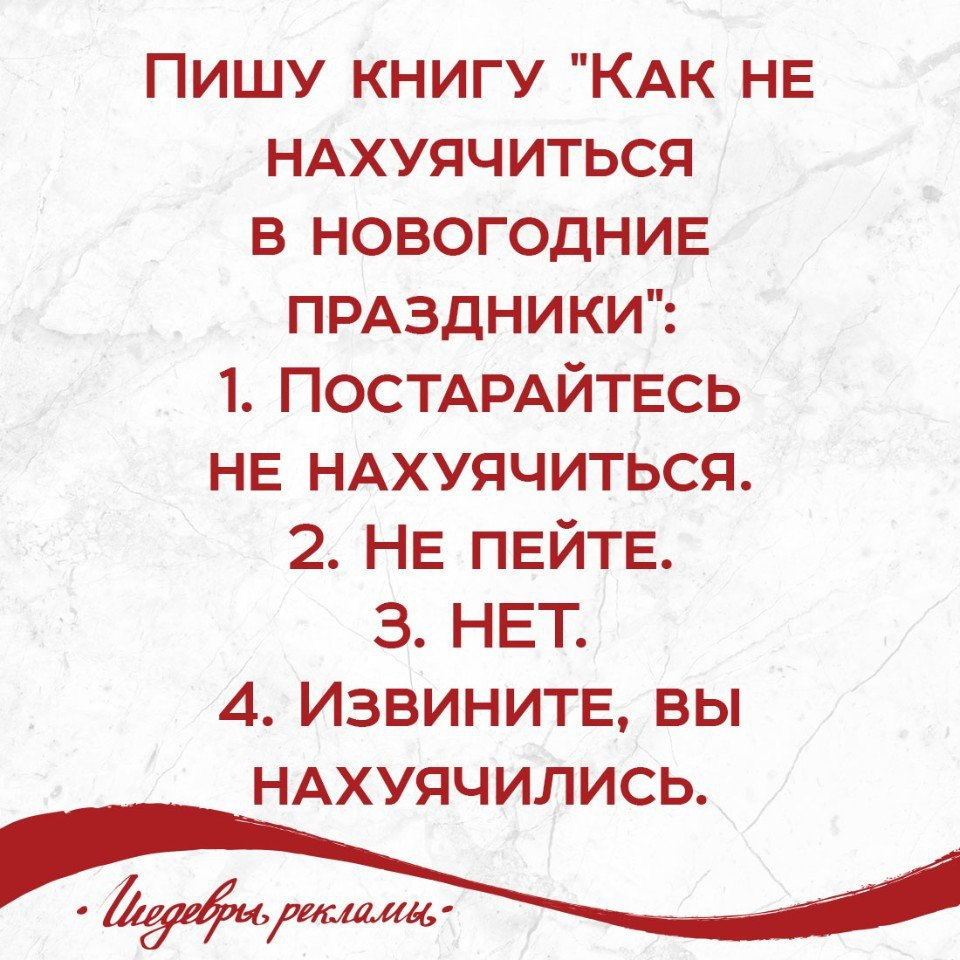 Пишу книгу "Как не
нахуячиться
в новогодние
праздники":
1. Постарайтесь
не нахуячиться.
2. Не пейте.
3. НЕТ.
4. Извините, вы
нахуячились.
· Шедевры рекламы ·